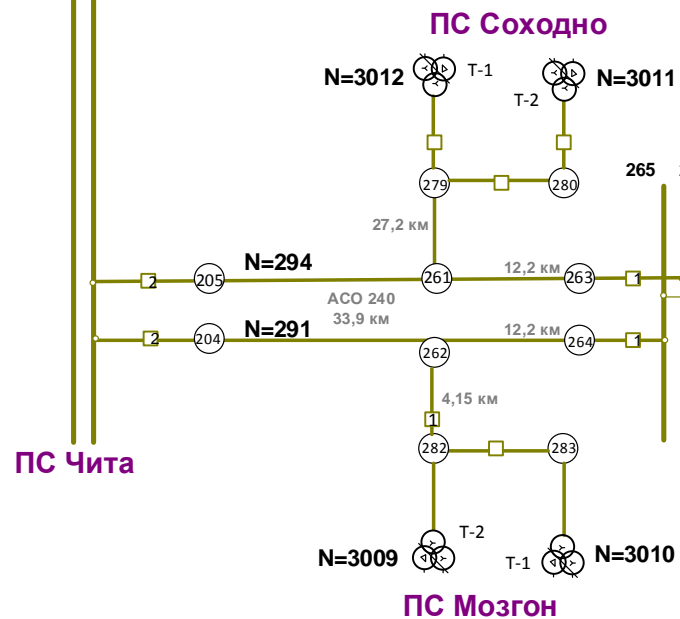 ПС Соходно
N=3012
Т-1
Т-2
N=3011
279
280
265
27,2 км
2
205
N=294
261
12,2 км
263
1
АСО 240
33,9 км
2
204
N=291
262
12,2 км
264
1
4,15 км
1
282
283
ПС Чита
Т-2
N=3009
Т-1
N=3010
ПС Мозгон